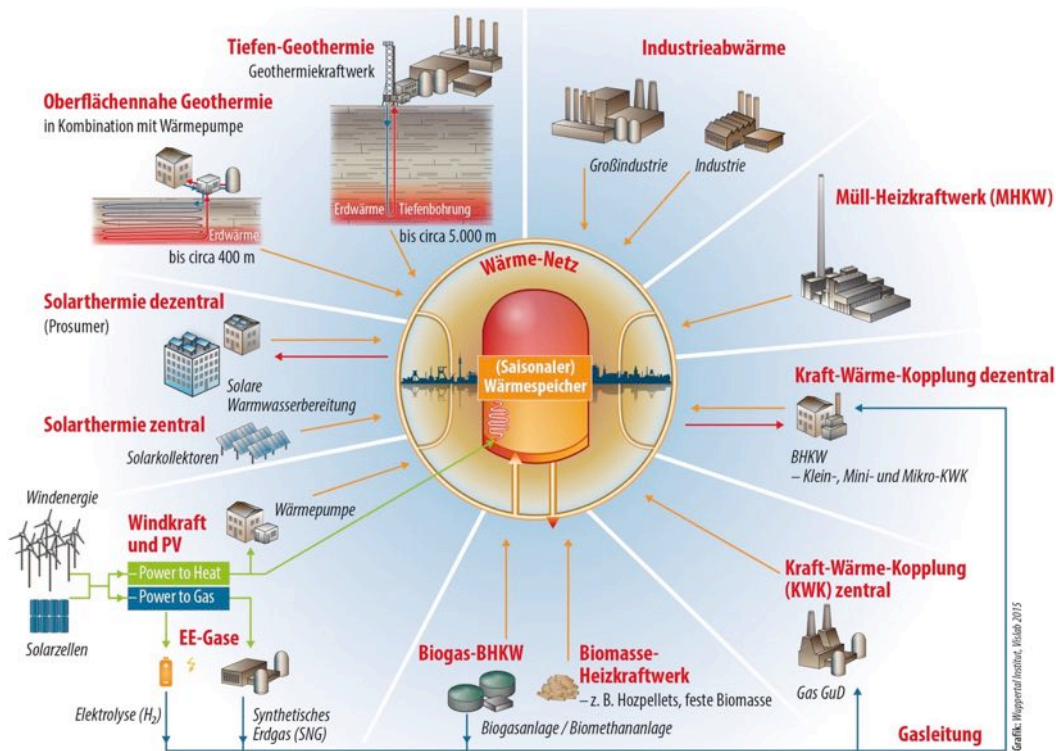 Tiefen-Geothermie
Geothermiekraftwerk
Industrieabwärme
Oberflächennahe Geothermie
in Kombination mit Wärmepumpe
Großindustrie
Industrie
Müll-Heizkraftwerk (MHKW)
Erdwärme
Tiefbohrung
Erdwärme
bis circa 5.000 m
bis circa 400 m
Wärme-Netz
Solarthermie dezentral
(Prosumer)
(Saisonaler)
Wärmespeicher
Kraft-Wärme-Kopplung dezentral
Solare
Warmwasserbereitung
Solarthermie zentral
Solarkollektoren
BHKW
– Klein-, Mini- und Mikro-KWK
Windenergie
Wärmepumpe
Windkraft
und PV
Power to Heat
Power to Gas
Solarzellen
EE-Gase
Kraft-Wärme-Kopplung
(KWK) zentral
Biogas-BHKW
Biomasse-
Heizkraftwerk
– z. B. Hozpellets, feste Biomasse
Gas GuD
Elektrolyse (H₂)
Synthetisches
Erdgas (SNG)
Biogasanlage / Biomethananlage
Gasleitung
Grafik: Wuppertal Institut, Vislab 2015